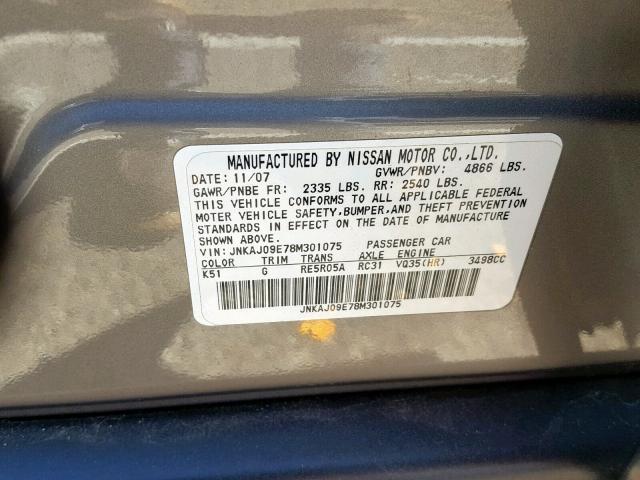 MANUFACTURED BY NISSAN MOTOR CO.,LTD.
DATE: 11/07 GVWR/PNBV: 4866 LBS.
GAWR/PNBE FR: 2335 LBS. RR: 2540 LBS.
THIS VEHICLE CONFORMS TO ALL APPLICABLE FEDERAL
MOTOR VEHICLE SAFETY,BUMPER,AND THEFT PREVENTION
STANDARDS IN EFFECT ON THE DATE OF MANUFACTURE
SHOWN ABOVE.
VIN: JNKAJ09E78M301075 PASSENGER CAR
COLOR TRIM TRANS AXLE ENGINE
K51 G RE5R05A RC31 VQ35(HR) 3498CC
JNKAJ09E78M301075